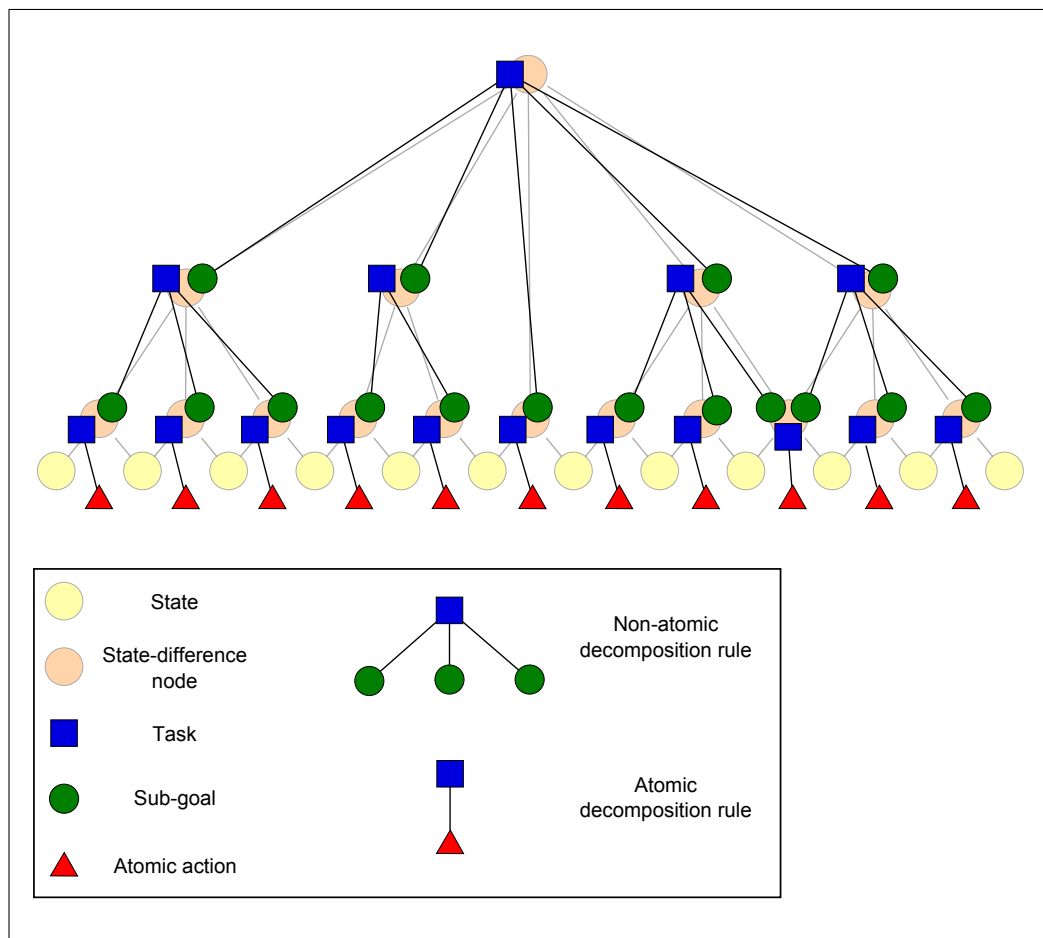 State
State-difference
node
Task
Sub-goal
Atomic action
Non-atomic
decomposition rule
Atomic
decomposition rule